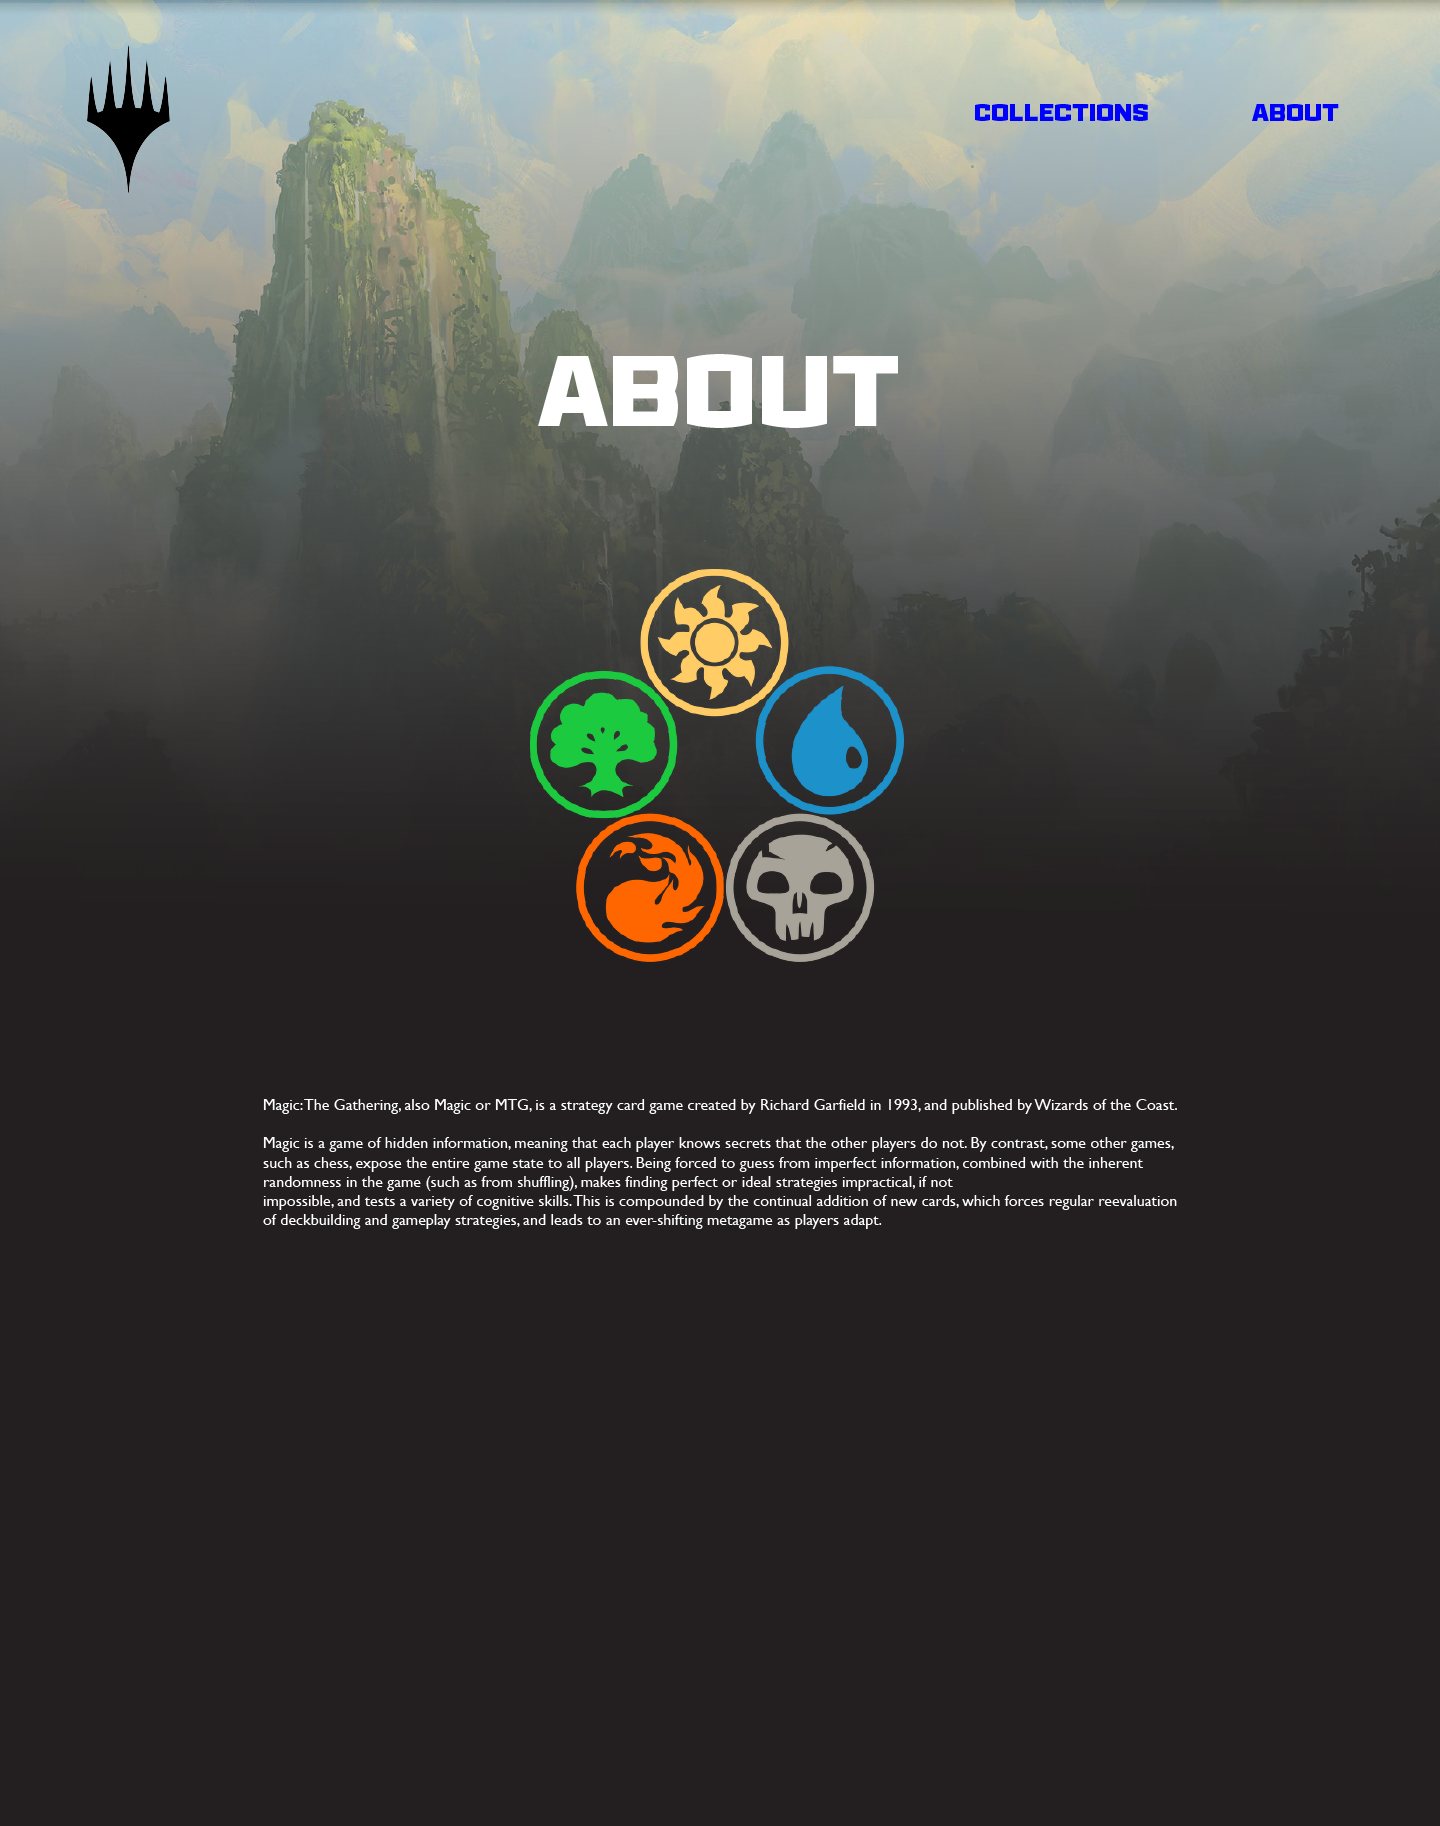 COLLECTIONS ABOUT
ABOUT
Magic: The Gathering, also Magic or MTG, is a strategy card game created by Richard Garfield in 1993, and published by Wizards of the Coast.
Magic is a game of hidden information, meaning that each player knows secrets that the other players do not. By contrast, some other games,
such as chess, expose the entire game state to all players. Being forced to guess from imperfect information, combined with the inherent
randomness in the game (such as from shuffling), makes finding perfect or ideal strategies impractical, if not
impossible, and tests a variety of cognitive skills. This is compounded by the continual addition of new cards, which forces regular reevaluation
of deckbuilding and gameplay strategies, and leads to an ever-shifting metagame as players adapt.